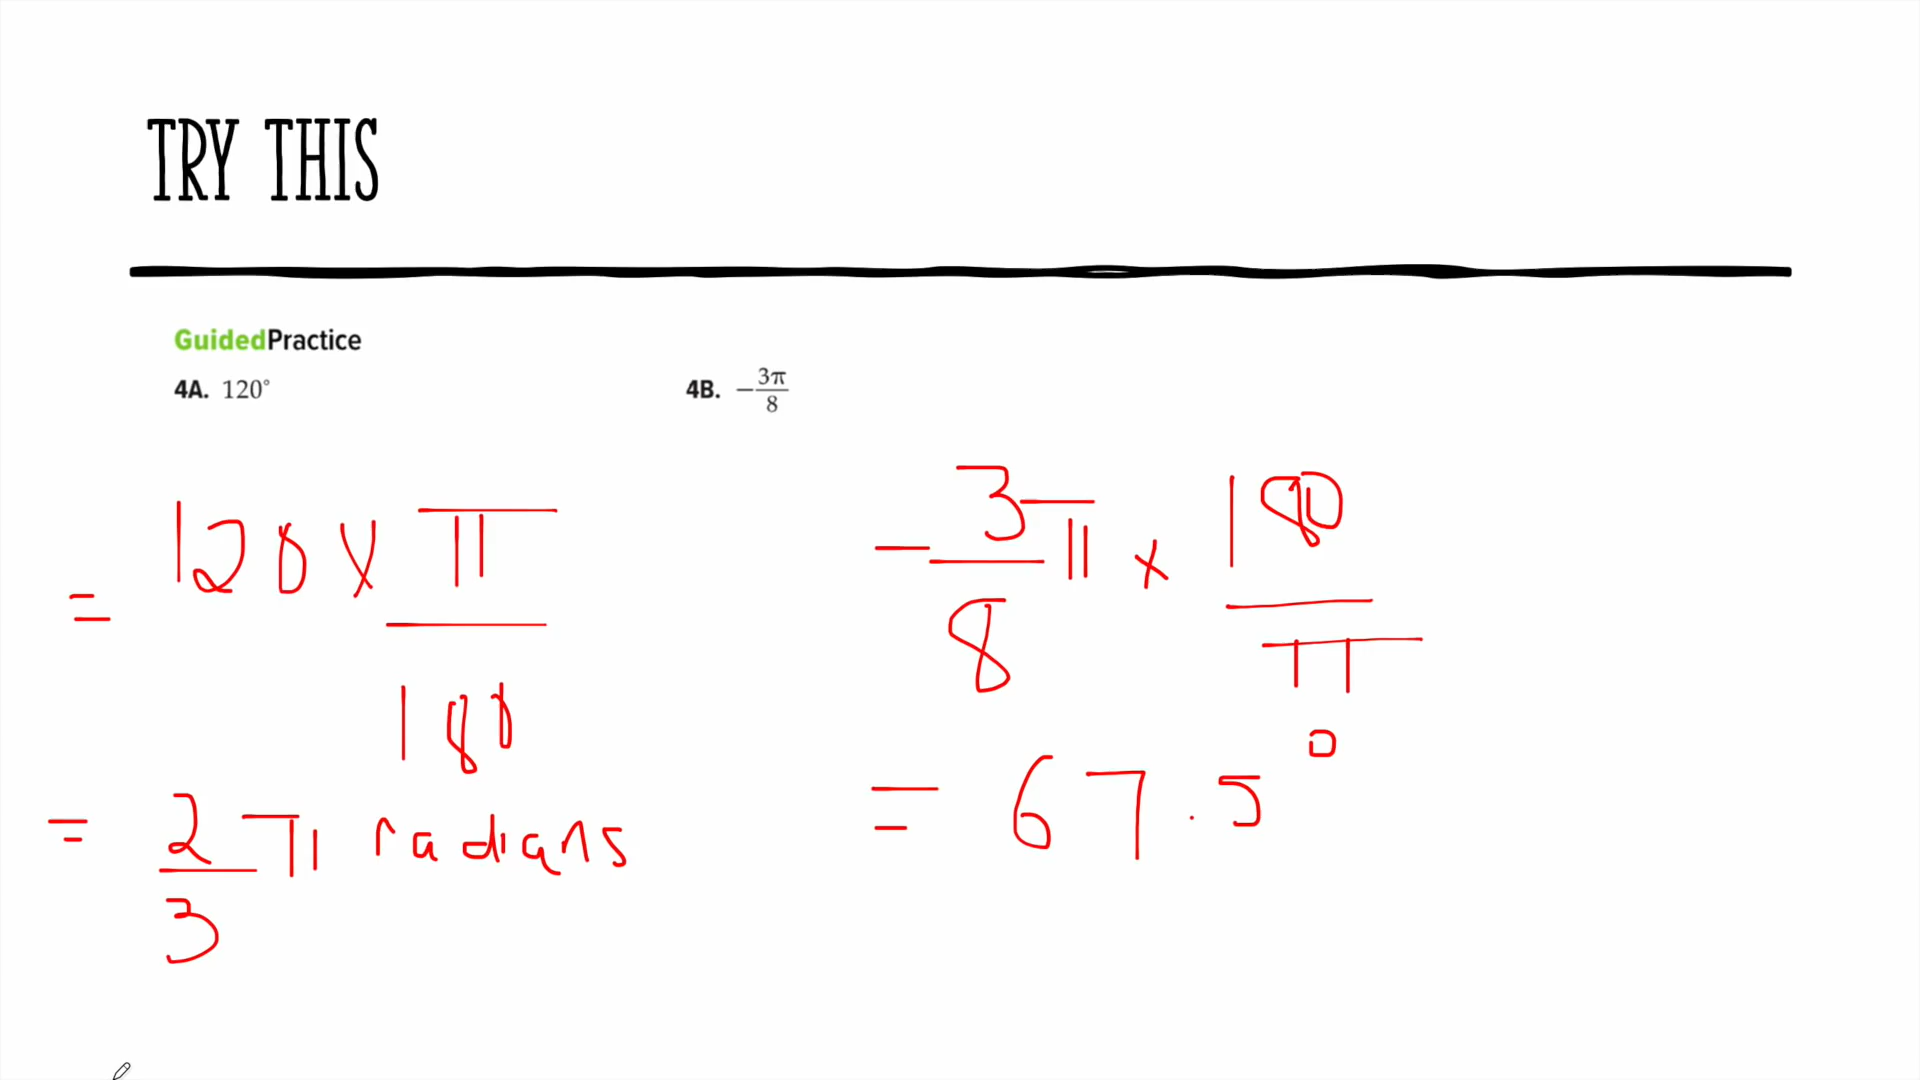 TRY THIS
GuidedPractice
4A. 120°
4B. -3π/8
= 120 x π/180
= 2/3 π radians
-3/8 π x 180/π
= 67.5°